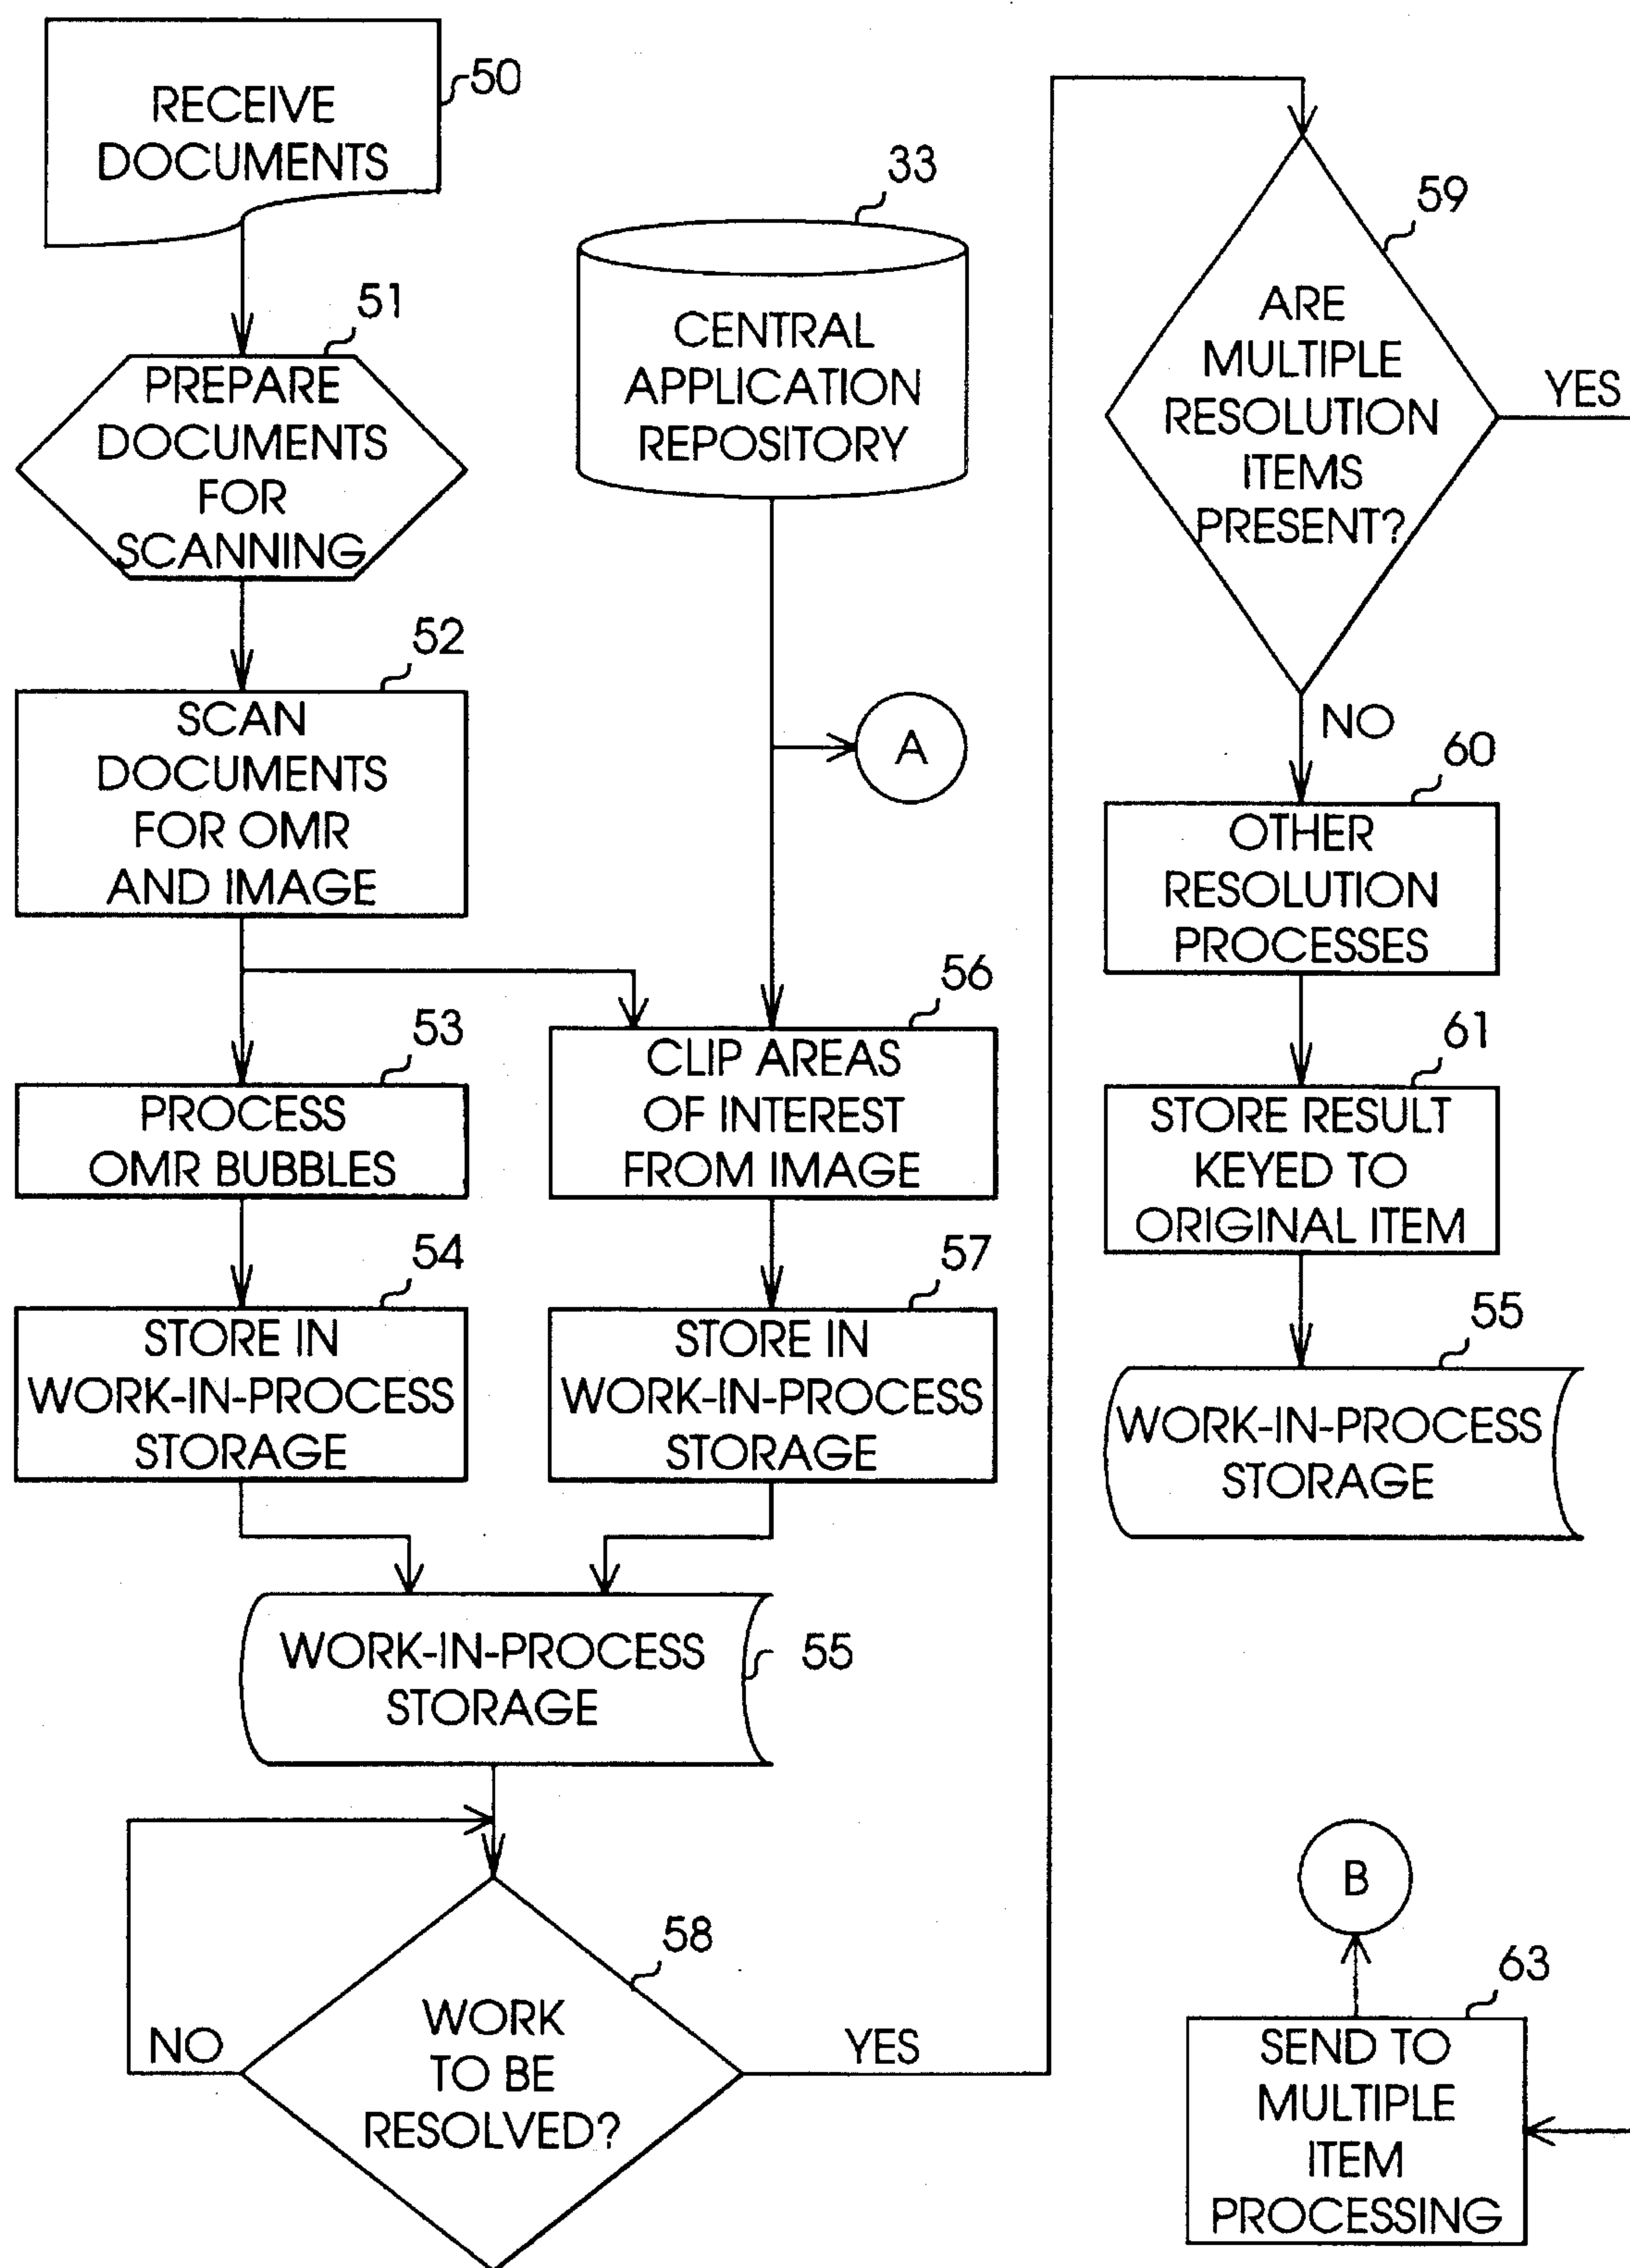 50
RECEIVE
DOCUMENTS
51
PREPARE
DOCUMENTS
FOR
SCANNING
52
SCAN
DOCUMENTS
FOR OMR
AND IMAGE
53
PROCESS
OMR BUBBLES
54
STORE IN
WORK-IN-PROCESS
STORAGE
33
CENTRAL
APPLICATION
REPOSITORY
A
56
CLIP AREAS
OF INTEREST
FROM IMAGE
57
STORE IN
WORK-IN-PROCESS
STORAGE
WORK-IN-PROCESS
STORAGE
55
58
WORK
TO BE
RESOLVED?
NO
YES
59
ARE
MULTIPLE
RESOLUTION
ITEMS
PRESENT?
YES
NO
60
OTHER
RESOLUTION
PROCESSES
61
STORE RESULT
KEYED TO
ORIGINAL ITEM
55
WORK-IN-PROCESS
STORAGE
B
63
SEND TO
MULTIPLE
ITEM
PROCESSING